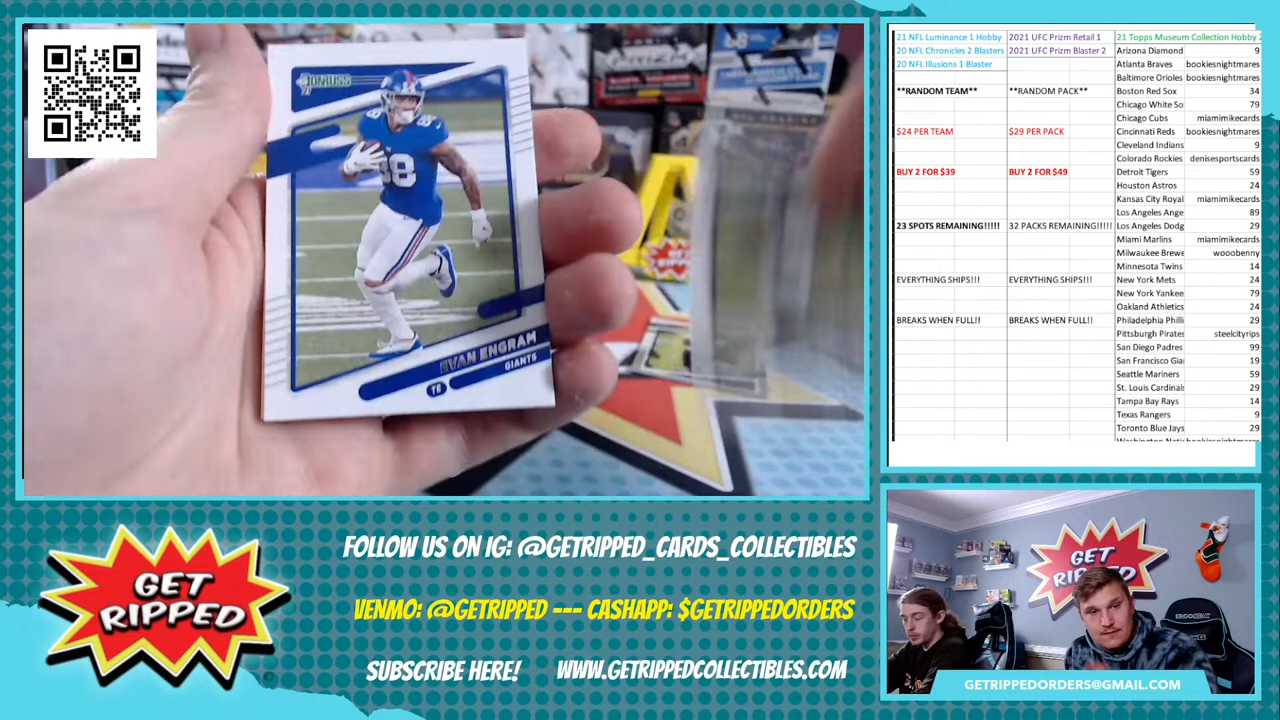 DONRUSS
21
88
EVAN ENGRAM
GIANTS
TE
21 NFL Luminance 1 Hobby
2021 UFC Prizm Retail 1
21 Topps Museum Collection Hobby 2
20 NFL Chronicles 2 Blasters
2021 UFC Prizm Blaster 2
Arizona Diamond
9
20 NFL Illusions 1 Blaster
Atlanta Braves
bookiesnightmares
Baltimore Orioles
bookiesnightmares
**RANDOM TEAM**
**RANDOM PACK**
Boston Red Sox
34
Chicago White So
79
Chicago Cubs
miamimikecards
$24 PER TEAM
$29 PER PACK
Cincinnati Reds
bookiesnightmares
Cleveland Indians
9
Colorado Rockies
denisesportscards
BUY 2 FOR $39
BUY 2 FOR $49
Detroit Tigers
59
Houston Astros
24
Kansas City Royal
miamimikecards
Los Angeles Ange
89
23 SPOTS REMAINING!!!!!
32 PACKS REMAINING!!!!!
Los Angeles Dodg
29
Miami Marlins
miamimikecards
Milwaukee Brewe
wooobenny
Minnesota Twins
14
EVERYTHING SHIPS!!!
EVERYTHING SHIPS!!!
New York Mets
24
New York Yankee
79
Oakland Athletics
24
BREAKS WHEN FULL!!
BREAKS WHEN FULL!!
Philadelphia Philli
29
Pittsburgh Pirates
steelcityrips
San Diego Padres
99
San Francisco Gia
19
Seattle Mariners
59
St. Louis Cardinals
29
Tampa Bay Rays
14
Texas Rangers
9
Toronto Blue Jays
29
Washington Nati
bookiesnightmares
GET
RIPPED
FOLLOW US ON IG: @GETRIPPED_CARDS_COLLECTIBLES
VENMO: @GETRIPPED --- CASHAPP: $GETRIPPEDORDERS
SUBSCRIBE HERE!
WWW.GETRIPPEDCOLLECTIBLES.COM
GET
RIPPED
GETRIPPEDORDERS@GMAIL.COM